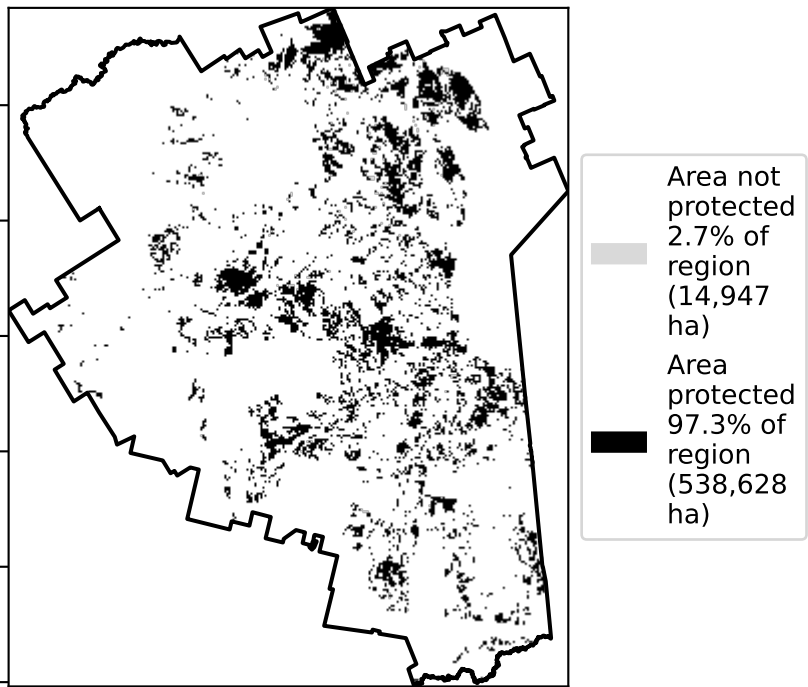 Area not
protected
2.7% of
region
(14,947
ha)
Area
protected
97.3% of
region
(538,628
ha)